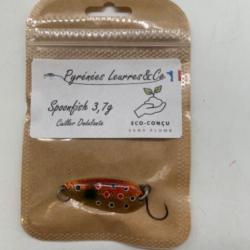 Pyrénées Leurres&Co
Spoonfish 3,7g
Cuiller Ondulante
ECO-CONÇU
SANS PLOMB